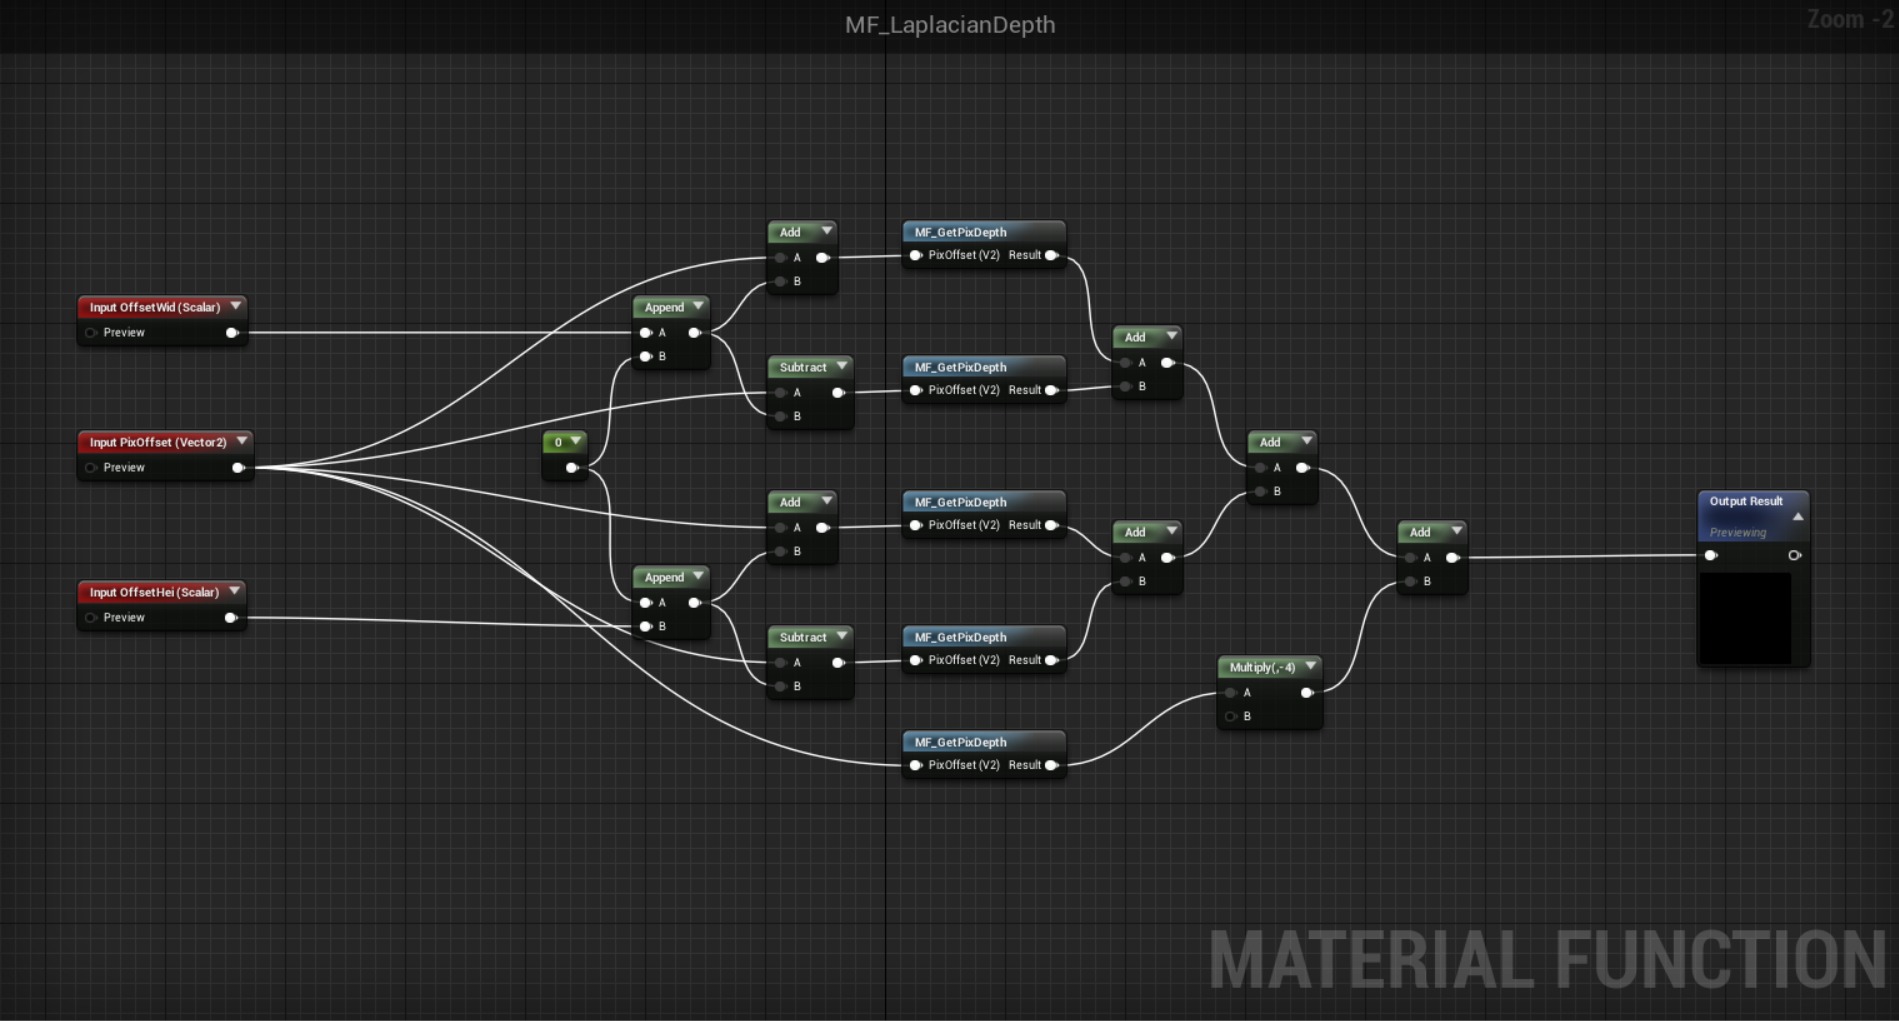 MF_LaplacianDepth
Zoom -2
Add
A
B
MF_GetPixDepth
PixOffset (V2) Result
Input OffsetWid (Scalar)
Preview
Append
A
B
Add
A
B
Subtract
A
B
MF_GetPixDepth
PixOffset (V2) Result
Input PixOffset (Vector2)
Preview
0
Add
A
B
Add
A
B
MF_GetPixDepth
PixOffset (V2) Result
Add
A
B
Add
A
B
Output Result
Previewing
Input OffsetHei (Scalar)
Preview
Append
A
B
Subtract
A
B
MF_GetPixDepth
PixOffset (V2) Result
Multiply(,-4)
A
B
MF_GetPixDepth
PixOffset (V2) Result
MATERIAL FUNCTION